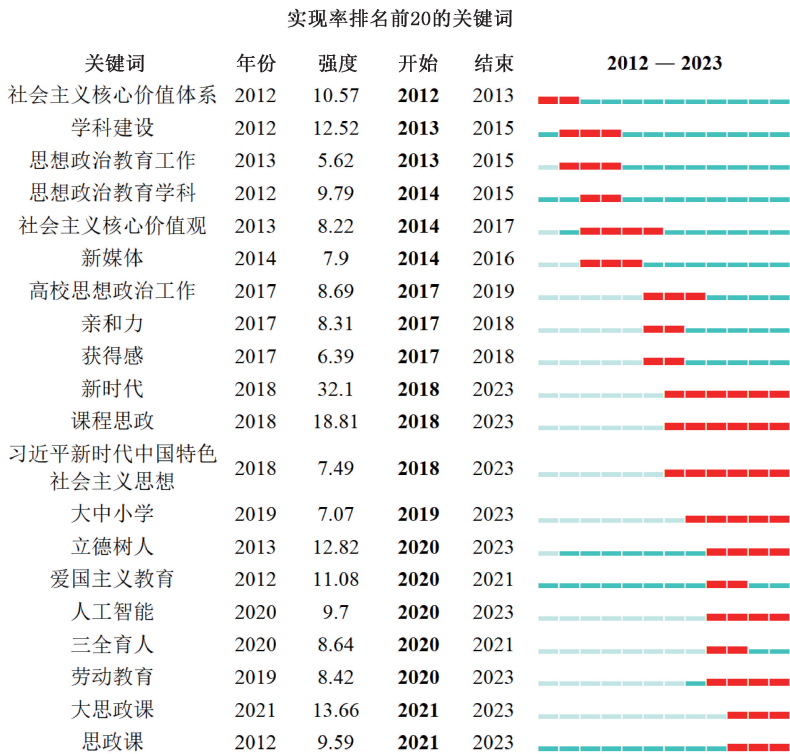 实现率排名前20的关键词
关键词 年份 强度 开始 结束 2012 — 2023
社会主义核心价值体系 2012 10.57 2012 2013
学科建设 2012 12.52 2013 2015
思想政治教育工作 2013 5.62 2013 2015
思想政治教育学科 2012 9.79 2014 2015
社会主义核心价值观 2013 8.22 2014 2017
新媒体 2014 7.9 2014 2016
高校思想政治工作 2017 8.69 2017 2019
亲和力 2017 8.31 2017 2018
获得感 2017 6.39 2017 2018
新时代 2018 32.1 2018 2023
课程思政 2018 18.81 2018 2023
习近平新时代中国特色
社会主义思想 2018 7.49 2018 2023
大中小学 2019 7.07 2019 2023
立德树人 2013 12.82 2020 2023
爱国主义教育 2012 11.08 2020 2021
人工智能 2020 9.7 2020 2023
三全育人 2020 8.64 2020 2021
劳动教育 2019 8.42 2020 2023
大思政课 2021 13.66 2021 2023
思政课 2012 9.59 2021 2023